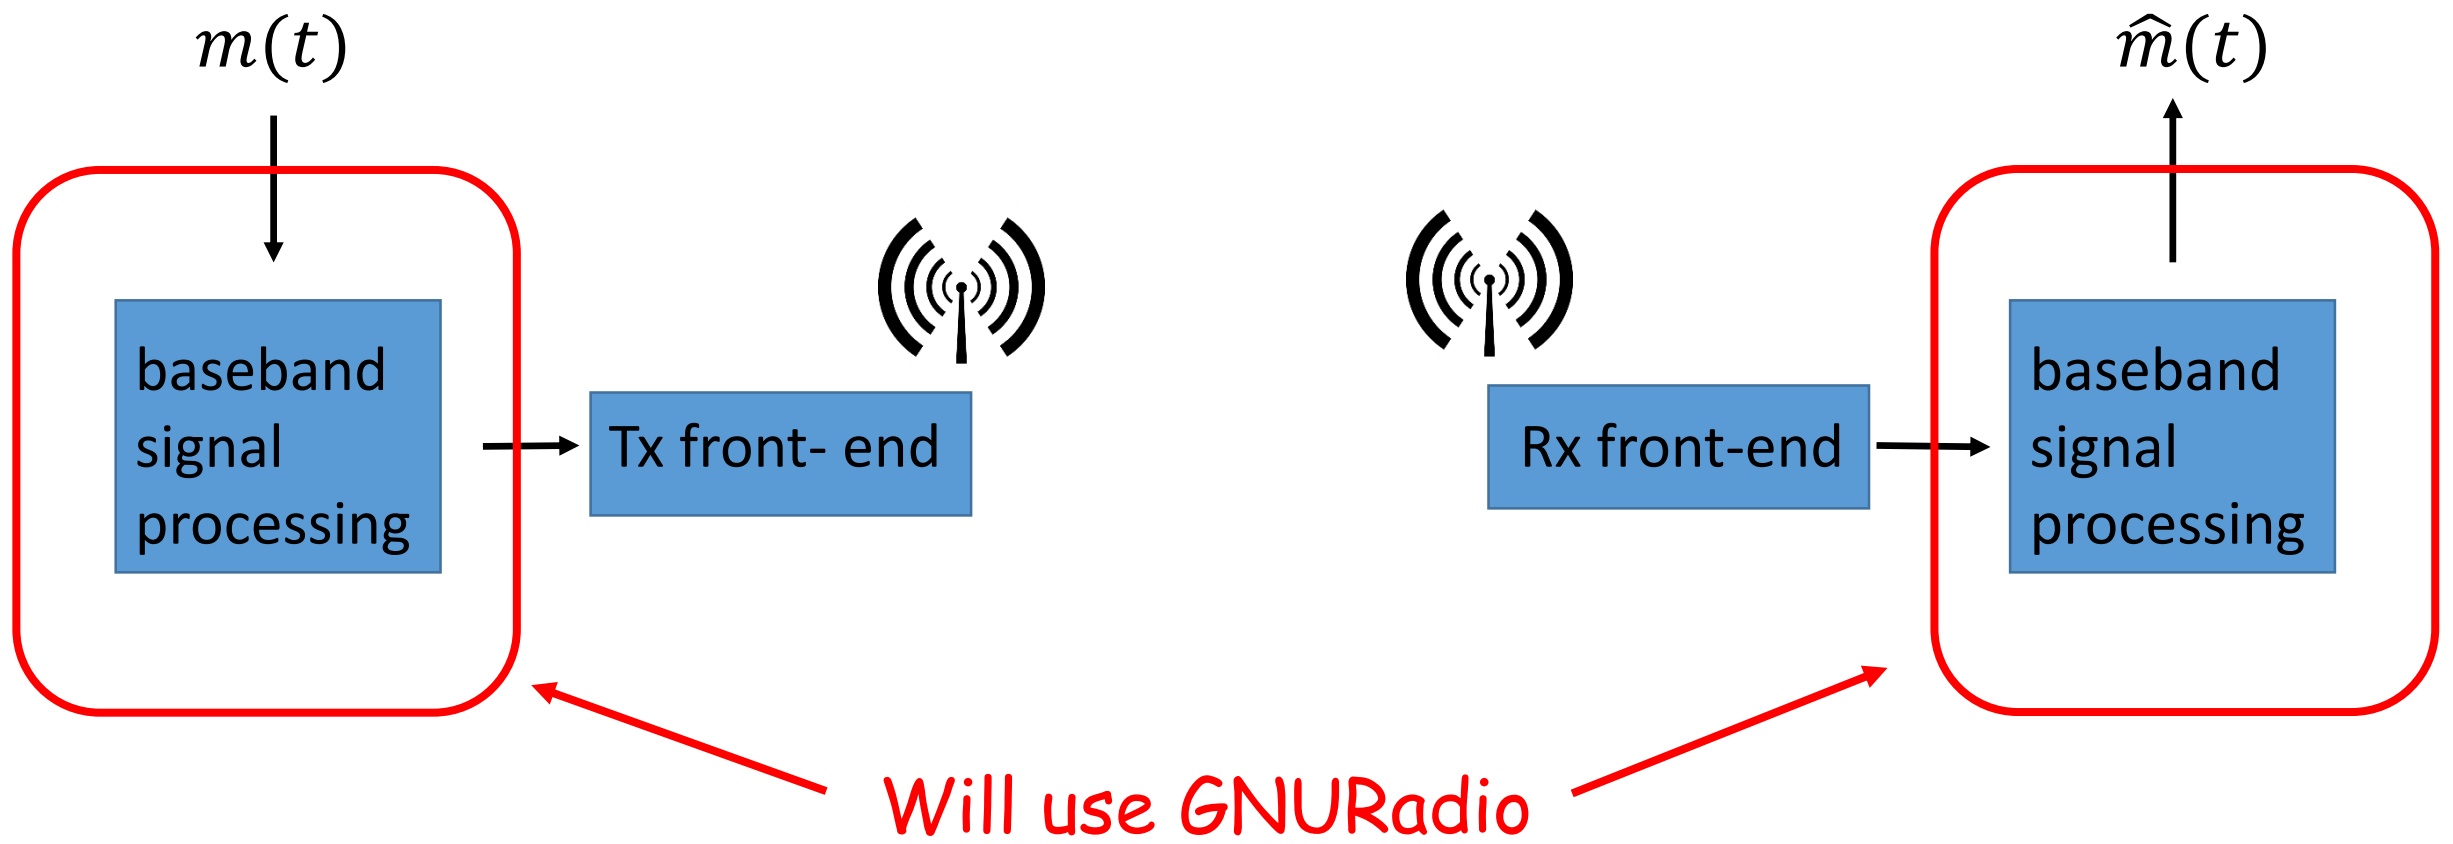 m(t)
m̂(t)
baseband
signal
processing
Tx front- end
Rx front-end
baseband
signal
processing
Will use GNURadio